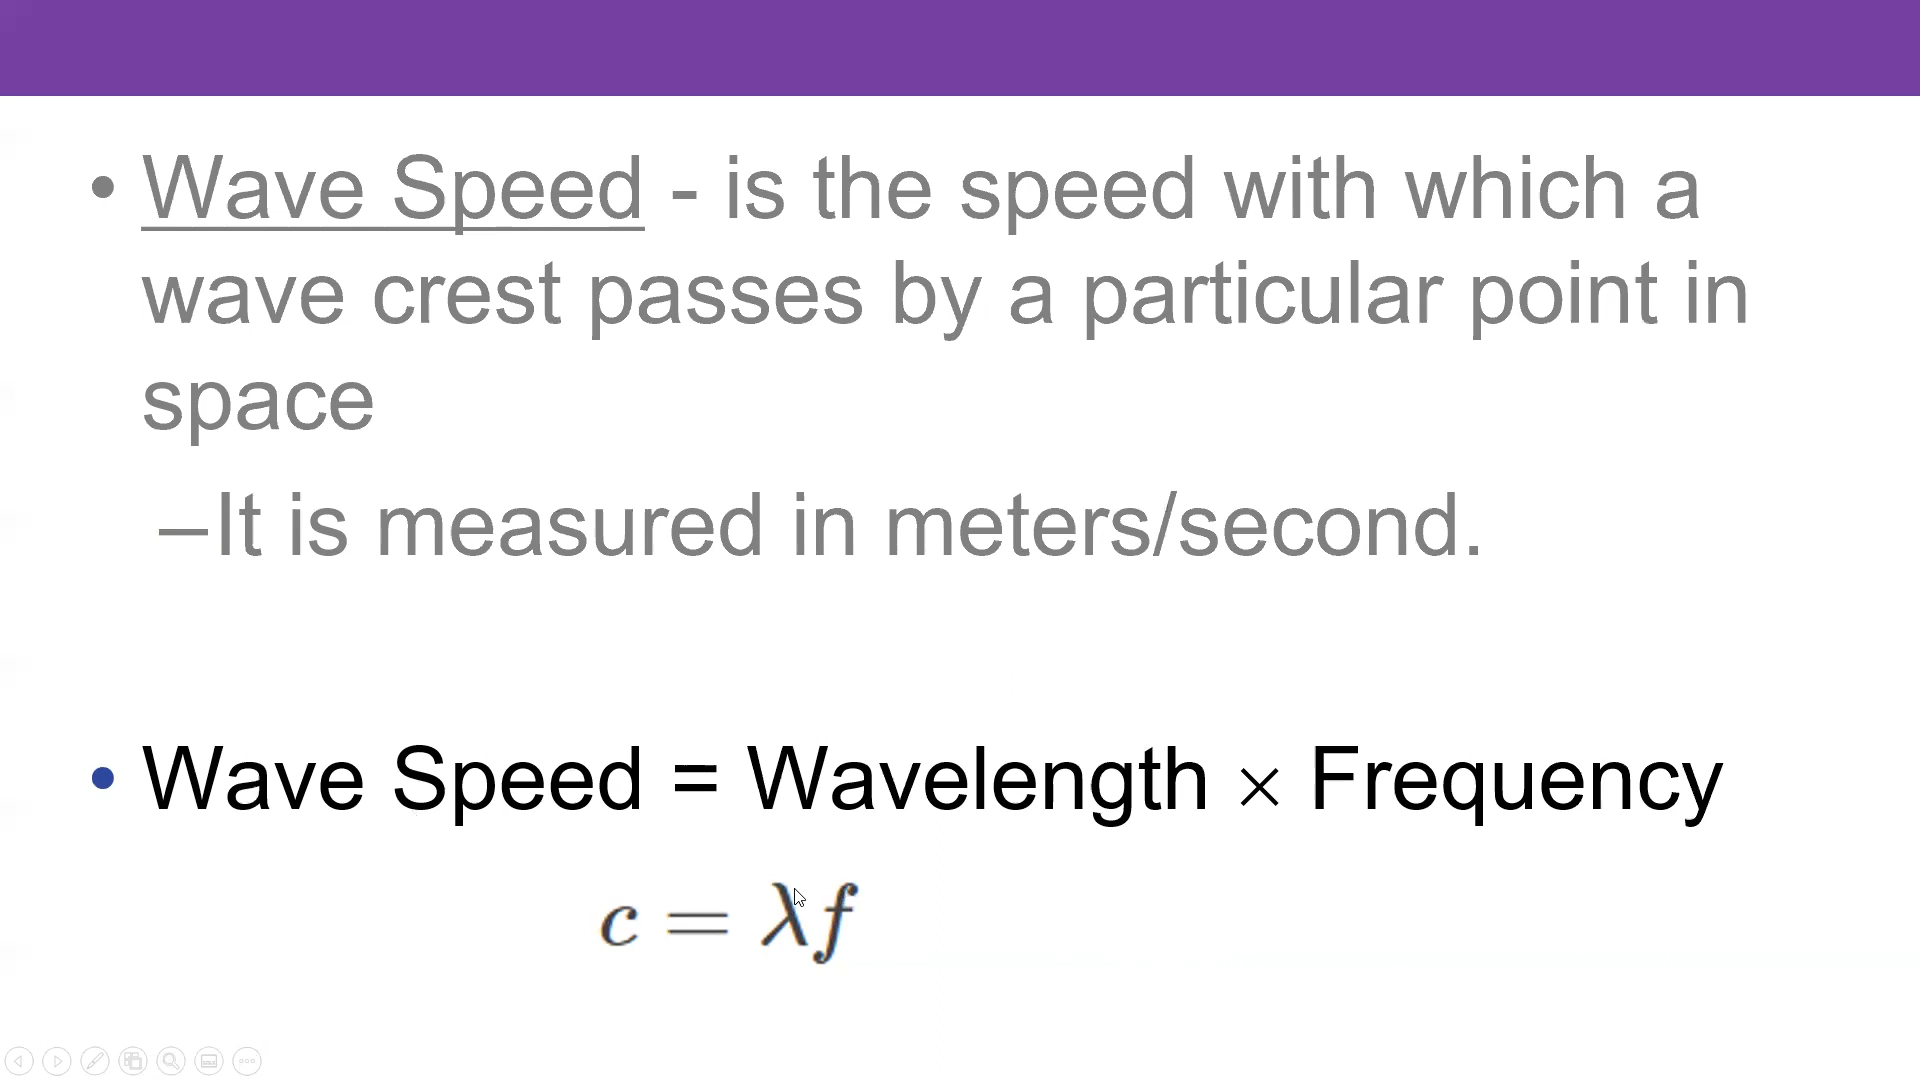 • Wave Speed - is the speed with which a
wave crest passes by a particular point in
space
–It is measured in meters/second.
• Wave Speed = Wavelength × Frequency
c = λf